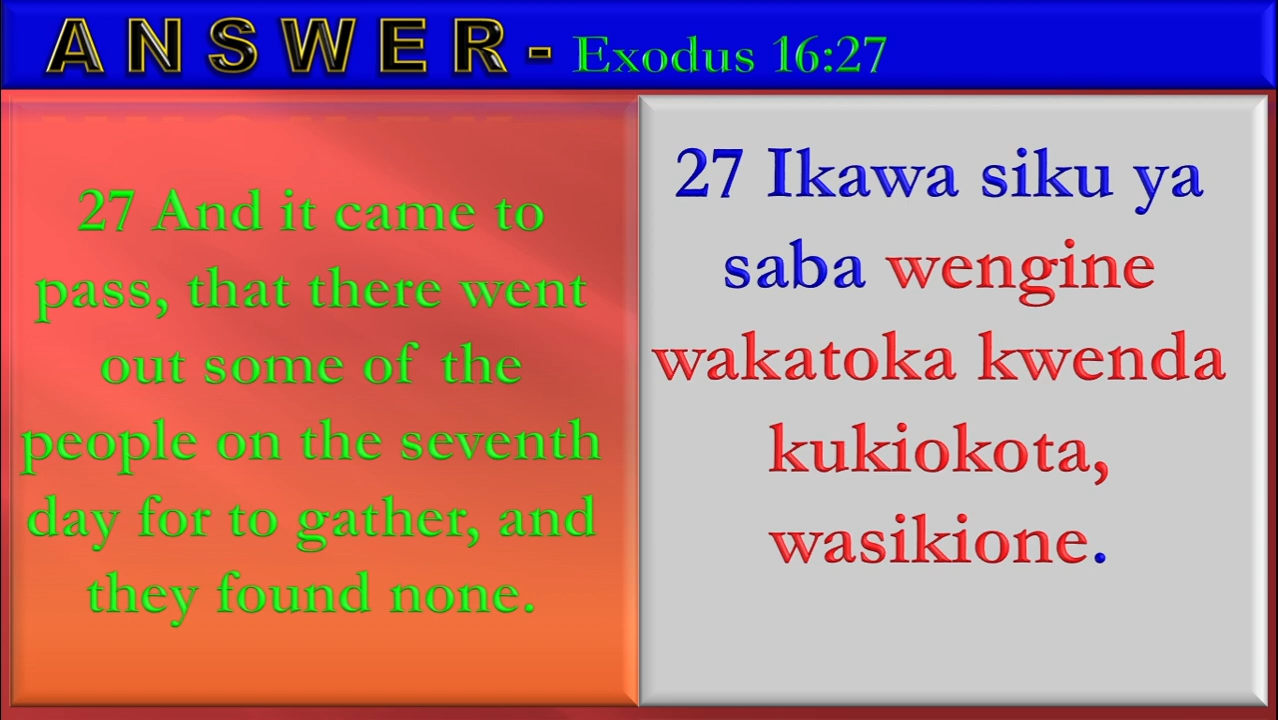 ANSWER- Exodus 16:27
27 And it came to
pass, that there went
out some of the
people on the seventh
day for to gather, and
they found none.
27 Ikawa siku ya
saba wengine
wakatoka kwenda
kukiokota,
wasikione.